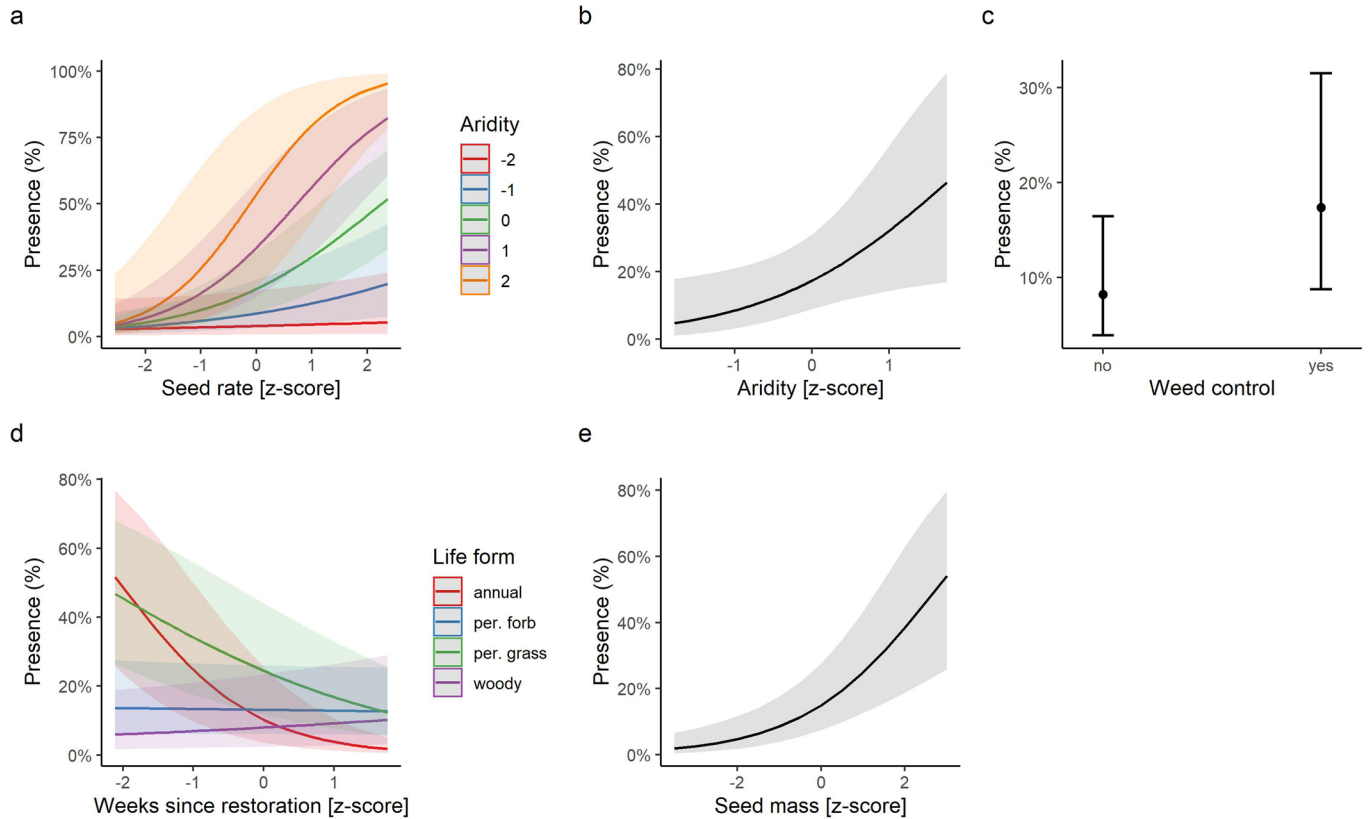 a
100%
75%
50%
25%
0%
Presence (%)
-2
-1
0
1
2
Seed rate [z-score]
Aridity
-2
-1
0
1
2
b
80%
60%
40%
20%
0%
Presence (%)
-1
0
1
Aridity [z-score]
c
30%
20%
10%
Presence (%)
no
yes
Weed control
d
80%
60%
40%
20%
0%
Presence (%)
-2
-1
0
1
Weeks since restoration [z-score]
Life form
annual
per. forb
per. grass
woody
e
80%
60%
40%
20%
0%
Presence (%)
-2
0
2
Seed mass [z-score]